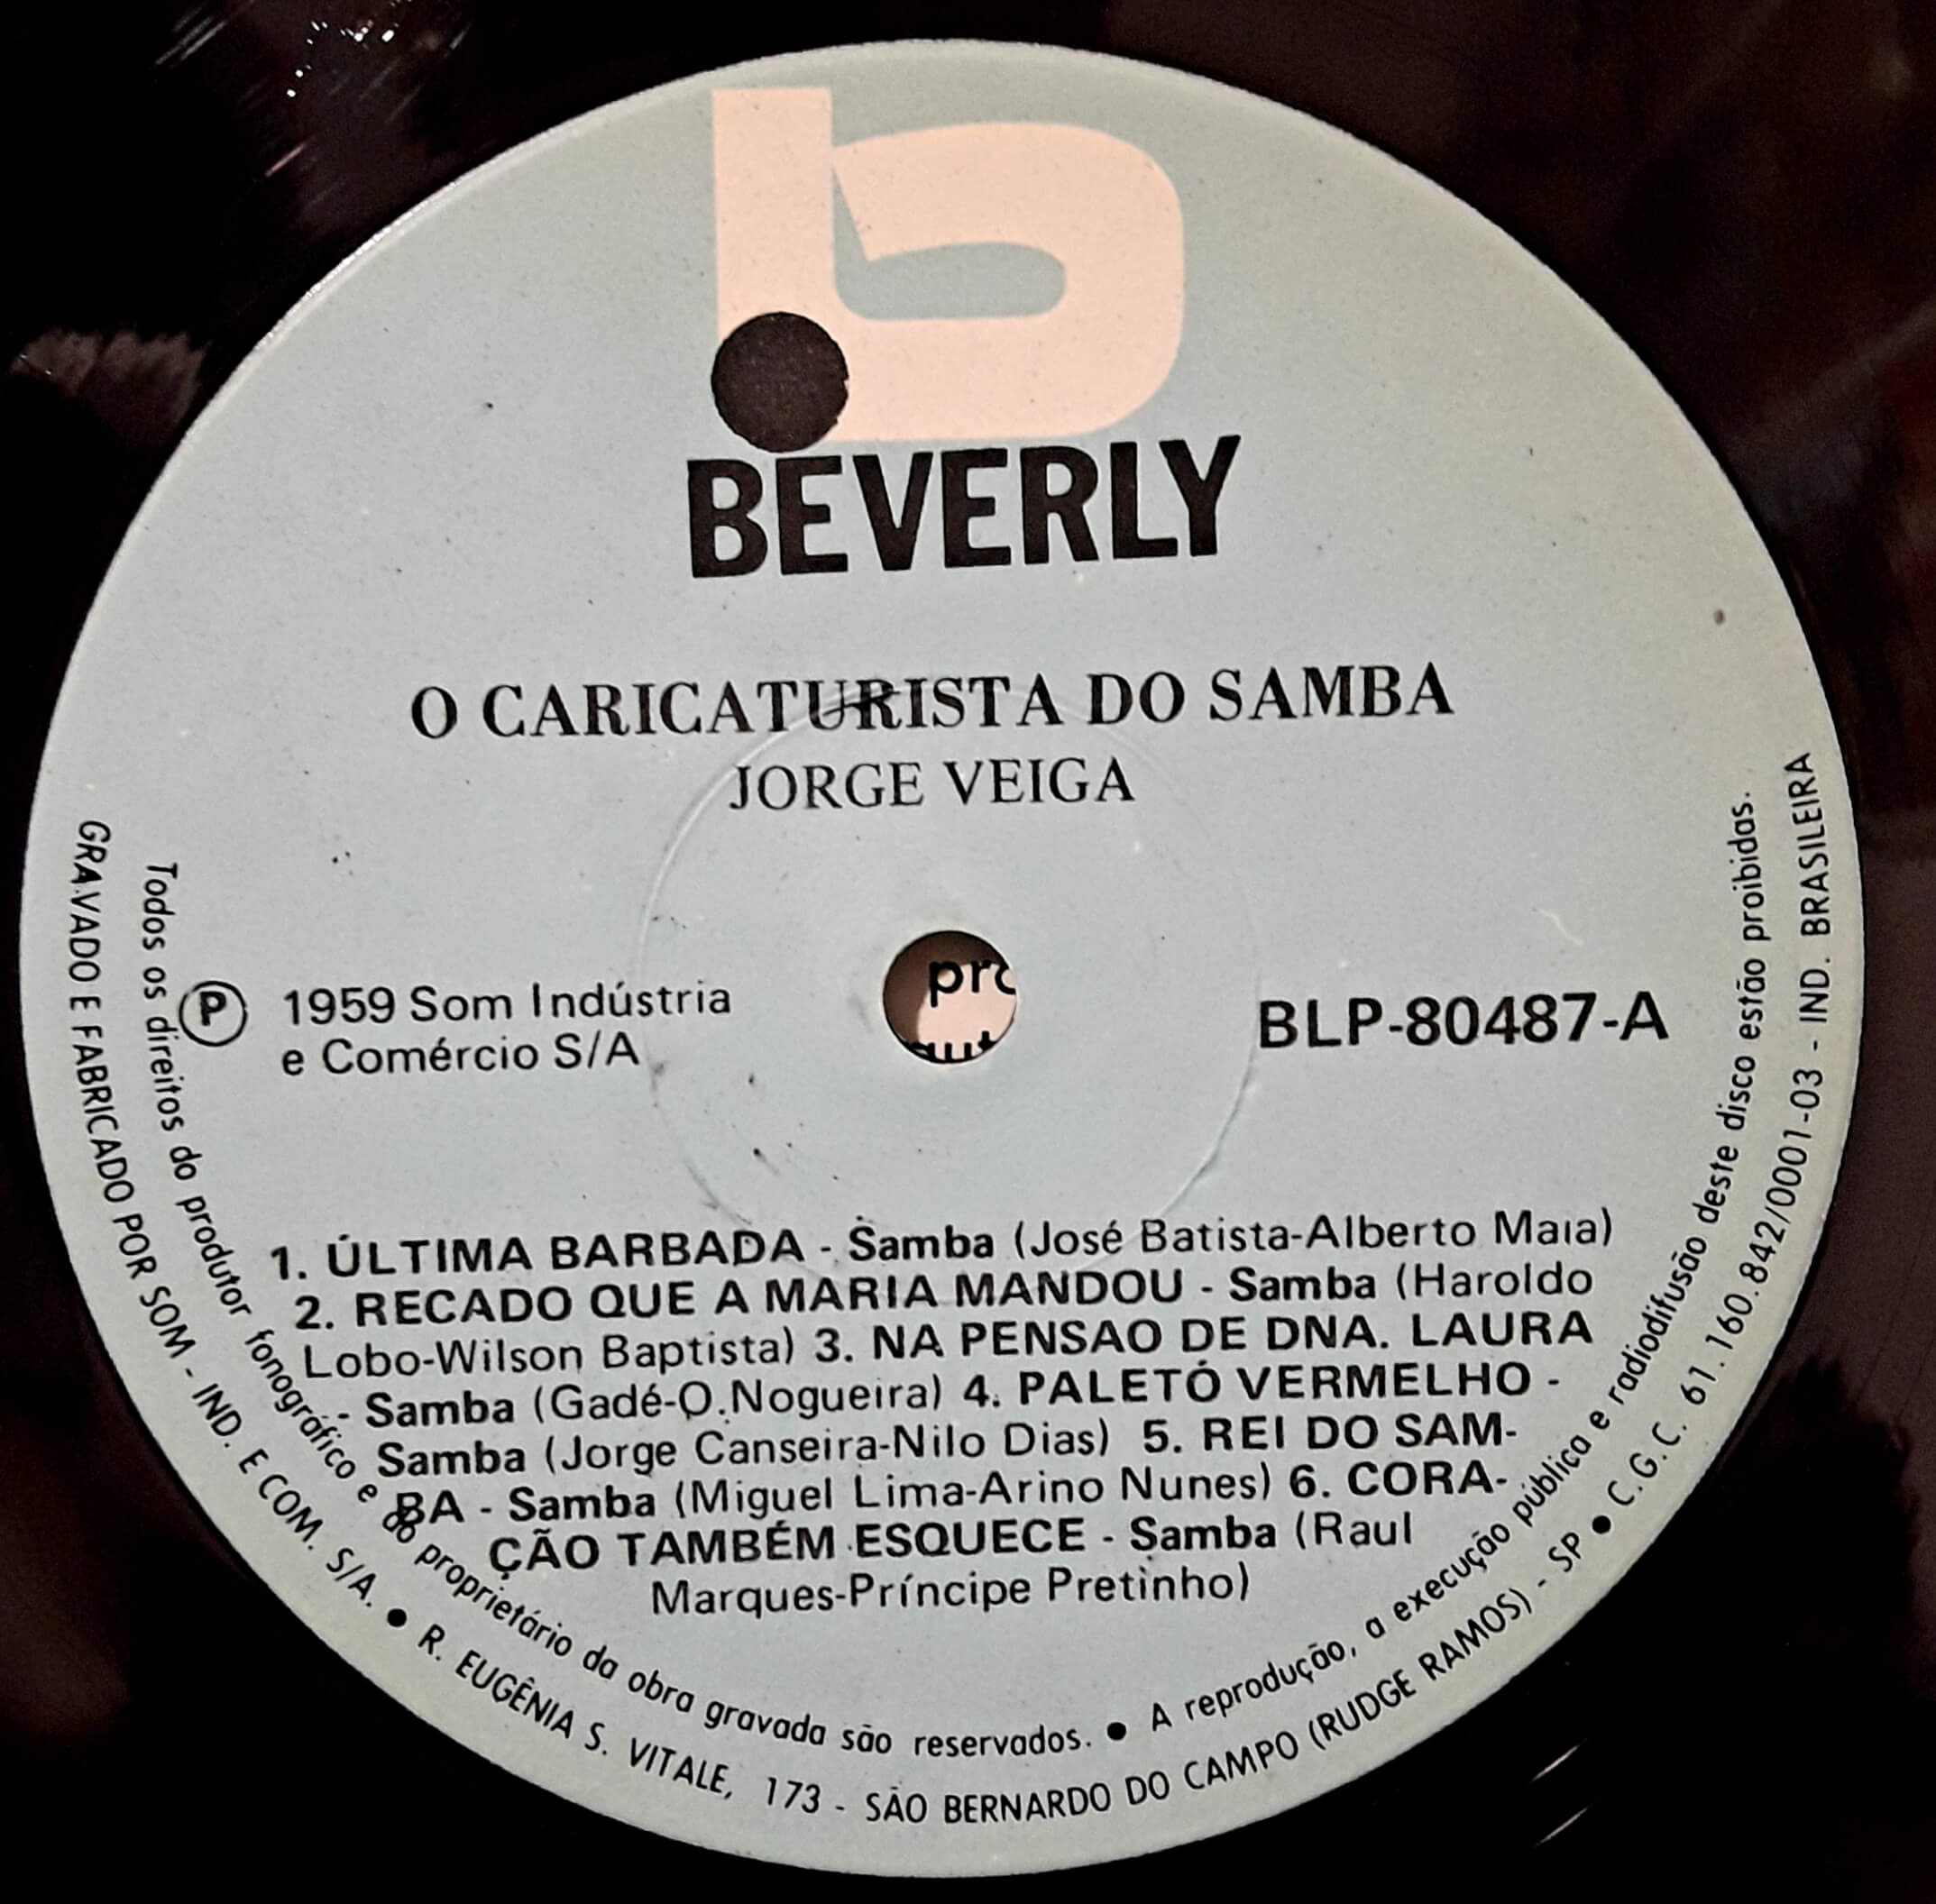 b
BEVERLY
O CARICATURISTA DO SAMBA
JORGE VEIGA
℗ 1959 Som Indústria
e Comércio S/A
pro
BLP-80487-A
1. ÚLTIMA BARBADA - Samba (José Batista-Alberto Maia)
2. RECADO QUE A MARIA MANDOU - Samba (Haroldo
Lobo-Wilson Baptista) 3. NA PENSAO DE DNA. LAURA
- Samba (Gadé-O.Nogueira) 4. PALETÓ VERMELHO -
Samba (Jorge Canseira-Nilo Dias) 5. REI DO SAM-
BA - Samba (Miguel Lima-Arino Nunes) 6. CORA-
ÇÃO TAMBÉM ESQUECE - Samba (Raul
Marques-Príncipe Pretinho)
Todos os direitos do produtor fonográfico e do proprietário da obra gravada são reservados. ● A reprodução, a execução pública e radiodifusão deste disco estão proibidas.
GRAVADO E FABRICADO POR SOM - IND. E COM. S/A. ● R. EUGÊNIA S. VITALE, 173 - SÃO BERNARDO DO CAMPO (RUDGE RAMOS) - SP ● C.G.C. 61.160.842/0001-03 - IND. BRASILEIRA